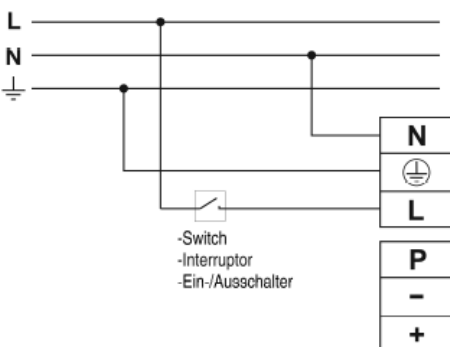 L
N
N
L
-Switch
-Interruptor
-Ein-/Ausschalter
P
-
+